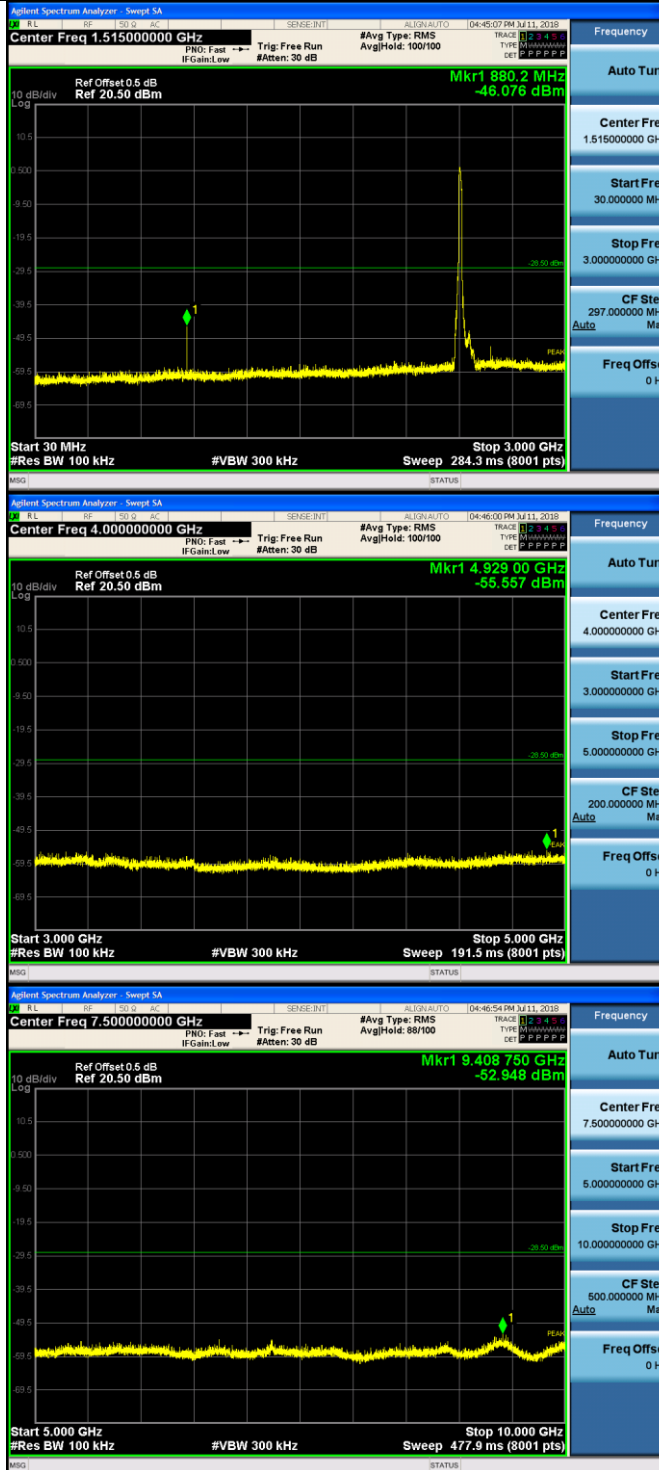 Agilent Spectrum Analyzer - Swept SA
RL RF 50 Ω AC SENSE:INT ALIGNAUTO 04:45:07 PM Jul 11, 2018
Center Freq 1.515000000 GHz #Avg Type: RMS TRACE 1 2 3 4 5 6 Frequency
PNO: Fast Trig: Free Run Avg|Hold: 100/100 TYPE M
IFGain:Low #Atten: 30 dB DET P P P P P P
Auto Tun
Mkr1 880.2 MHz
Ref Offset 0.5 dB
10 dB/div Ref 20.50 dBm -46.076 dBm
Log
10.5
0.500
-9.50
-19.5
-28.50 dBm
-29.5
-39.5
1
-49.5
PEAK
-59.5
-69.5
Center Fre
1.515000000 GH
Start Fre
30.000000 MH
Stop Fre
3.000000000 GH
CF Ste
297.000000 MH
Auto Ma
Freq Offse
0 H
Start 30 MHz Stop 3.000 GHz
#Res BW 100 kHz #VBW 300 kHz Sweep 284.3 ms (8001 pts)
MSG STATUS
Agilent Spectrum Analyzer - Swept SA
RL RF 50 Ω AC SENSE:INT ALIGNAUTO 04:46:00 PM Jul 11, 2018
Center Freq 4.000000000 GHz #Avg Type: RMS TRACE 1 2 3 4 5 6 Frequency
PNO: Fast Trig: Free Run Avg|Hold: 100/100 TYPE M
IFGain:Low #Atten: 30 dB DET P P P P P P
Auto Tun
Mkr1 4.929 00 GHz
Ref Offset 0.5 dB
10 dB/div Ref 20.50 dBm -55.557 dBm
Log
10.5
0.500
-9.50
-19.5
-28.50 dBm
-29.5
-39.5
-49.5
1
PEAK
-59.5
-69.5
Center Fre
4.000000000 GH
Start Fre
3.000000000 GH
Stop Fre
5.000000000 GH
CF Ste
200.000000 MH
Auto Ma
Freq Offse
0 H
Start 3.000 GHz Stop 5.000 GHz
#Res BW 100 kHz #VBW 300 kHz Sweep 191.5 ms (8001 pts)
MSG STATUS
Agilent Spectrum Analyzer - Swept SA
RL RF 50 Ω AC SENSE:INT ALIGNAUTO 04:46:54 PM Jul 11, 2018
Center Freq 7.500000000 GHz #Avg Type: RMS TRACE 1 2 3 4 5 6 Frequency
PNO: Fast Trig: Free Run Avg|Hold: 88/100 TYPE M
IFGain:Low #Atten: 30 dB DET P P P P P P
Auto Tun
Mkr1 9.408 750 GHz
Ref Offset 0.5 dB
10 dB/div Ref 20.50 dBm -52.948 dBm
Log
10.5
0.500
-9.50
-19.5
-28.50 dBm
-29.5
-39.5
-49.5
1
PEAK
-59.5
-69.5
Center Fre
7.500000000 GH
Start Fre
5.000000000 GH
Stop Fre
10.000000000 GH
CF Ste
500.000000 MH
Auto Ma
Freq Offse
0 H
Start 5.000 GHz Stop 10.000 GHz
#Res BW 100 kHz #VBW 300 kHz Sweep 477.9 ms (8001 pts)
MSG STATUS